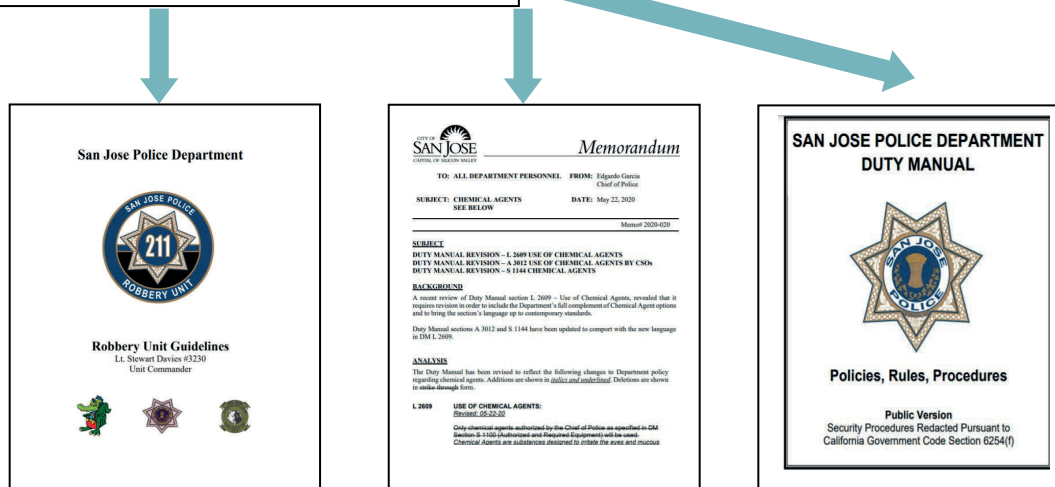 San Jose Police Department
SAN JOSE POLICE
211
ROBBERY UNIT
Robbery Unit Guidelines
Lt. Stewart Davies #3230
Unit Commander
CITY OF
SAN JOSE
CAPITAL OF SILICON VALLEY
Memorandum
TO: ALL DEPARTMENT PERSONNEL FROM: Edgardo Garcia
Chief of Police
SUBJECT: CHEMICAL AGENTS DATE: May 22, 2020
SEE BELOW
Memo# 2020-020
SUBJECT
DUTY MANUAL REVISION – L 2609 USE OF CHEMICAL AGENTS
DUTY MANUAL REVISION – A 3012 USE OF CHEMICAL AGENTS BY CSOs
DUTY MANUAL REVISION – S 1144 CHEMICAL AGENTS
BACKGROUND
A recent review of Duty Manual section L 2609 – Use of Chemical Agents, revealed that it
requires revision in order to include the Department's full complement of Chemical Agent options
and to bring the section's language up to contemporary standards.
Duty Manual sections A 3012 and S 1144 have been updated to comport with the new language
in DM L 2609.
ANALYSIS
The Duty Manual has been revised to reflect the following changes to Department policy
regarding chemical agents. Additions are shown in italics and underlined. Deletions are shown
in strike through form.
L 2609 USE OF CHEMICAL AGENTS:
Revised: 05-22-20
Only chemical agents authorized by the Chief of Police as specified in DM
Section S 1100 (Authorized and Required Equipment) will be used.
Chemical Agents are substances designed to irritate the eyes and mucous
SAN JOSE POLICE DEPARTMENT
DUTY MANUAL
SAN JOSE
POLICE
Policies, Rules, Procedures
Public Version
Security Procedures Redacted Pursuant to
California Government Code Section 6254(f)